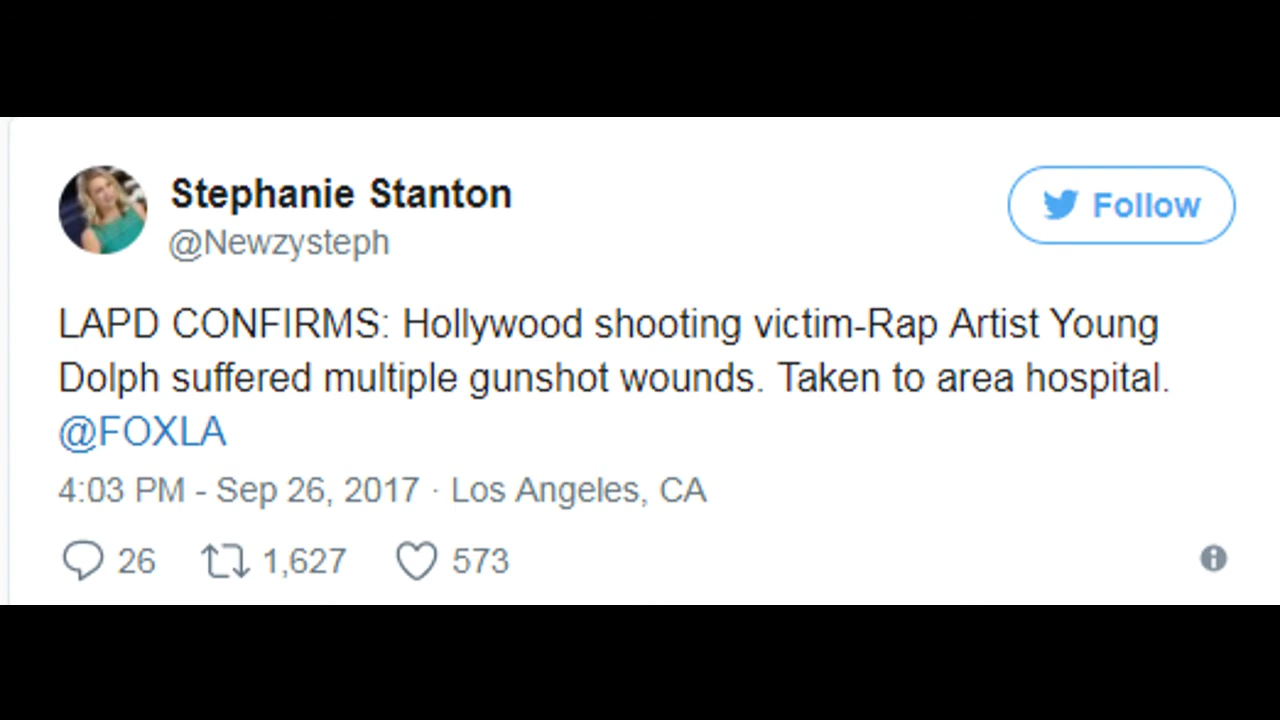 Stephanie Stanton
@Newzysteph
Follow
LAPD CONFIRMS: Hollywood shooting victim-Rap Artist Young
Dolph suffered multiple gunshot wounds. Taken to area hospital.
@FOXLA
4:03 PM - Sep 26, 2017 · Los Angeles, CA
26 1,627 573